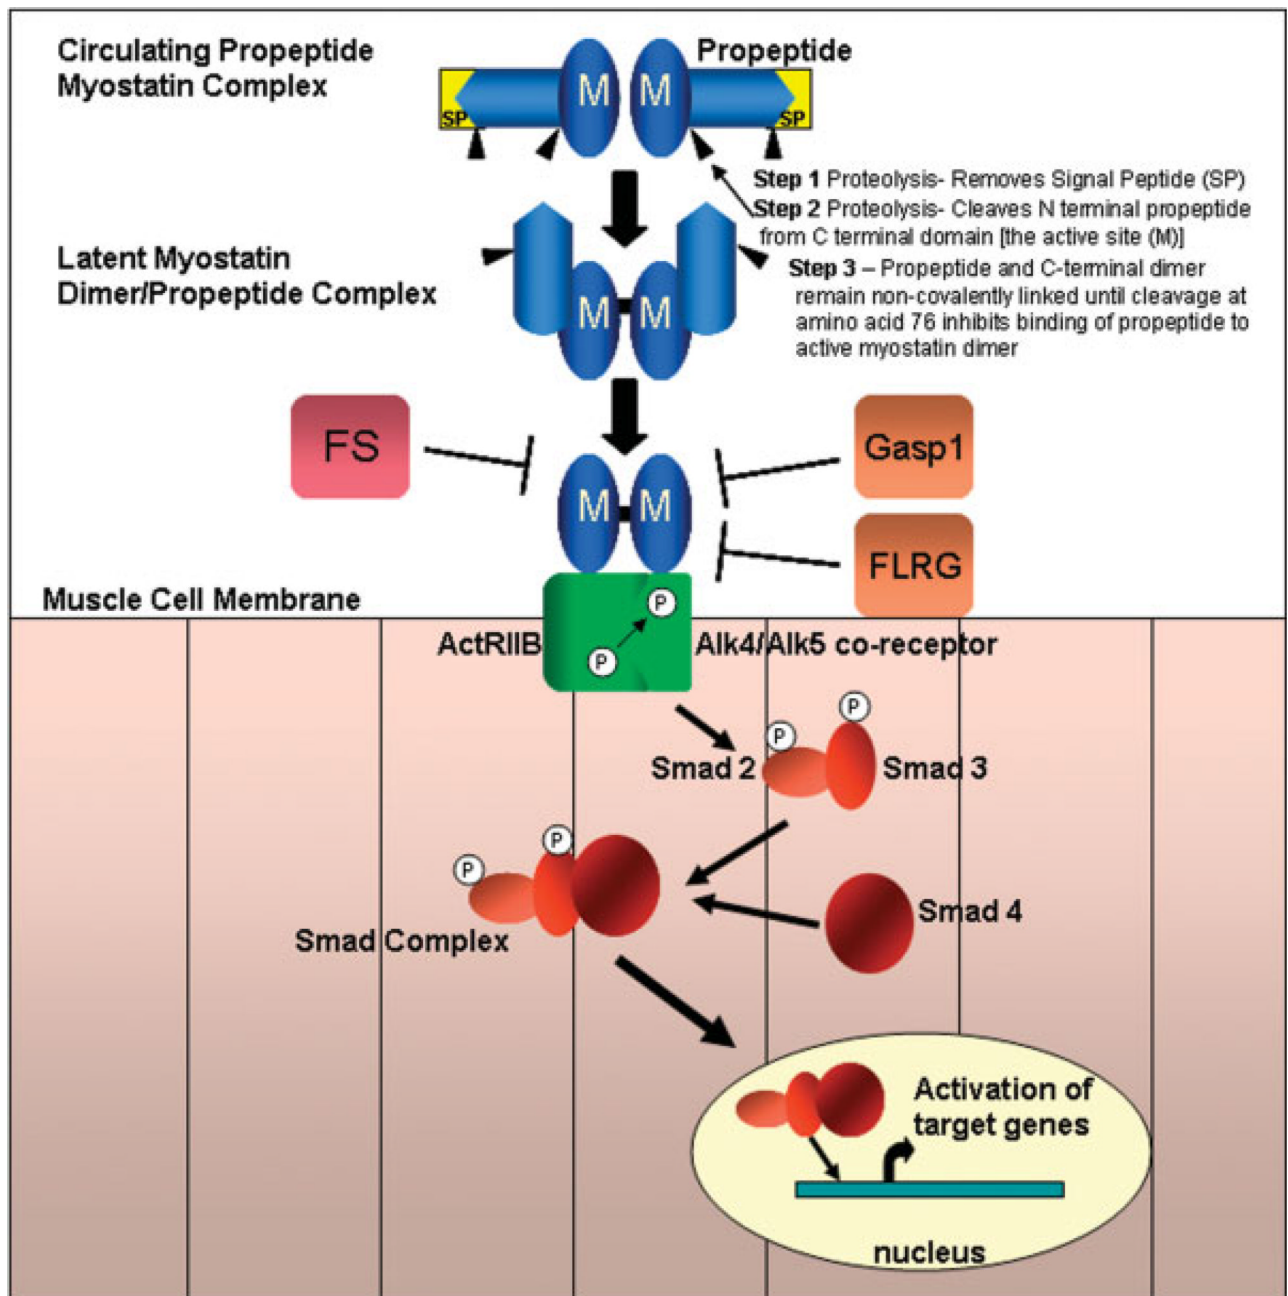 Circulating Propeptide
Myostatin Complex
Propeptide
M
M
SP
SP
Step 1 Proteolysis- Removes Signal Peptide (SP)
Step 2 Proteolysis- Cleaves N terminal propeptide
from C terminal domain [the active site (M)]
Step 3 – Propeptide and C-terminal dimer
remain non-covalently linked until cleavage at
amino acid 76 inhibits binding of propeptide to
active myostatin dimer
Latent Myostatin
Dimer/Propeptide Complex
M
M
FS
Gasp1
M
M
FLRG
Muscle Cell Membrane
P
P
ActRIIB
Alk4/Alk5 co-receptor
P
P
Smad 2
Smad 3
P
P
Smad 4
Smad Complex
Activation of
target genes
nucleus